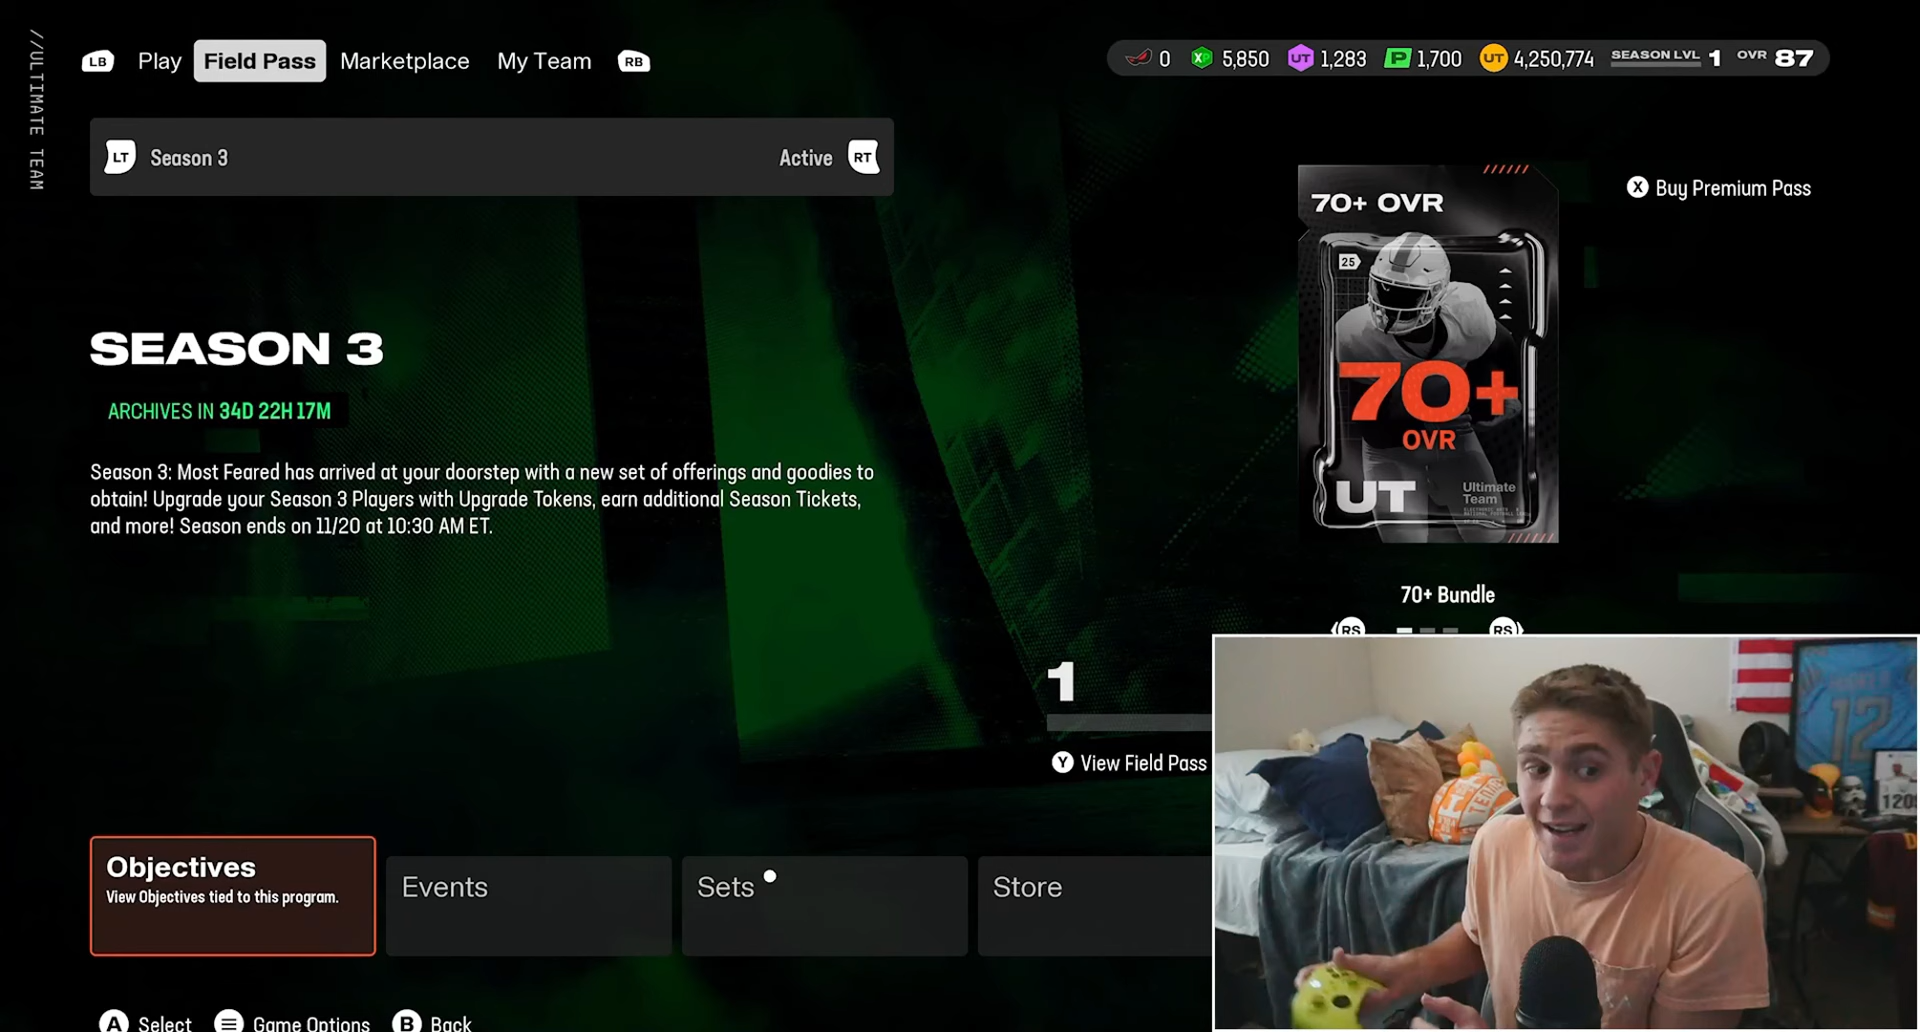 //ULTIMATE TEAM
LB Play Field Pass Marketplace My Team RB
0 XP 5,850 UT 1,283 P 1,700 UT 4,250,774 SEASON LVL 1 OVR 87
LT Season 3 Active RT
X Buy Premium Pass
70+ OVR
25
70+
OVR
UT Ultimate
Team
70+ Bundle
RS RS
SEASON 3
ARCHIVES IN 34D 22H 17M
Season 3: Most Feared has arrived at your doorstep with a new set of offerings and goodies to
obtain! Upgrade your Season 3 Players with Upgrade Tokens, earn additional Season Tickets,
and more! Season ends on 11/20 at 10:30 AM ET.
1
Y View Field Pass
Objectives
View Objectives tied to this program.
Events
Sets
Store
A Select Game Options B Back
12